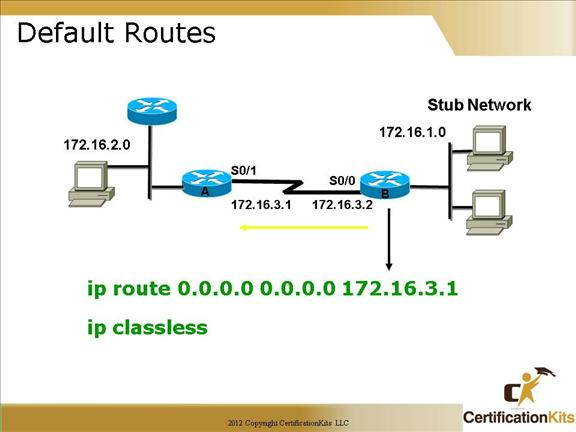 Default Routes
Stub Network
172.16.2.0
172.16.1.0
S0/1
S0/0
A
B
172.16.3.1
172.16.3.2
ip route 0.0.0.0 0.0.0.0 172.16.3.1
ip classless
CK
CertificationKits
2012 Copyright CertificationKits LLC